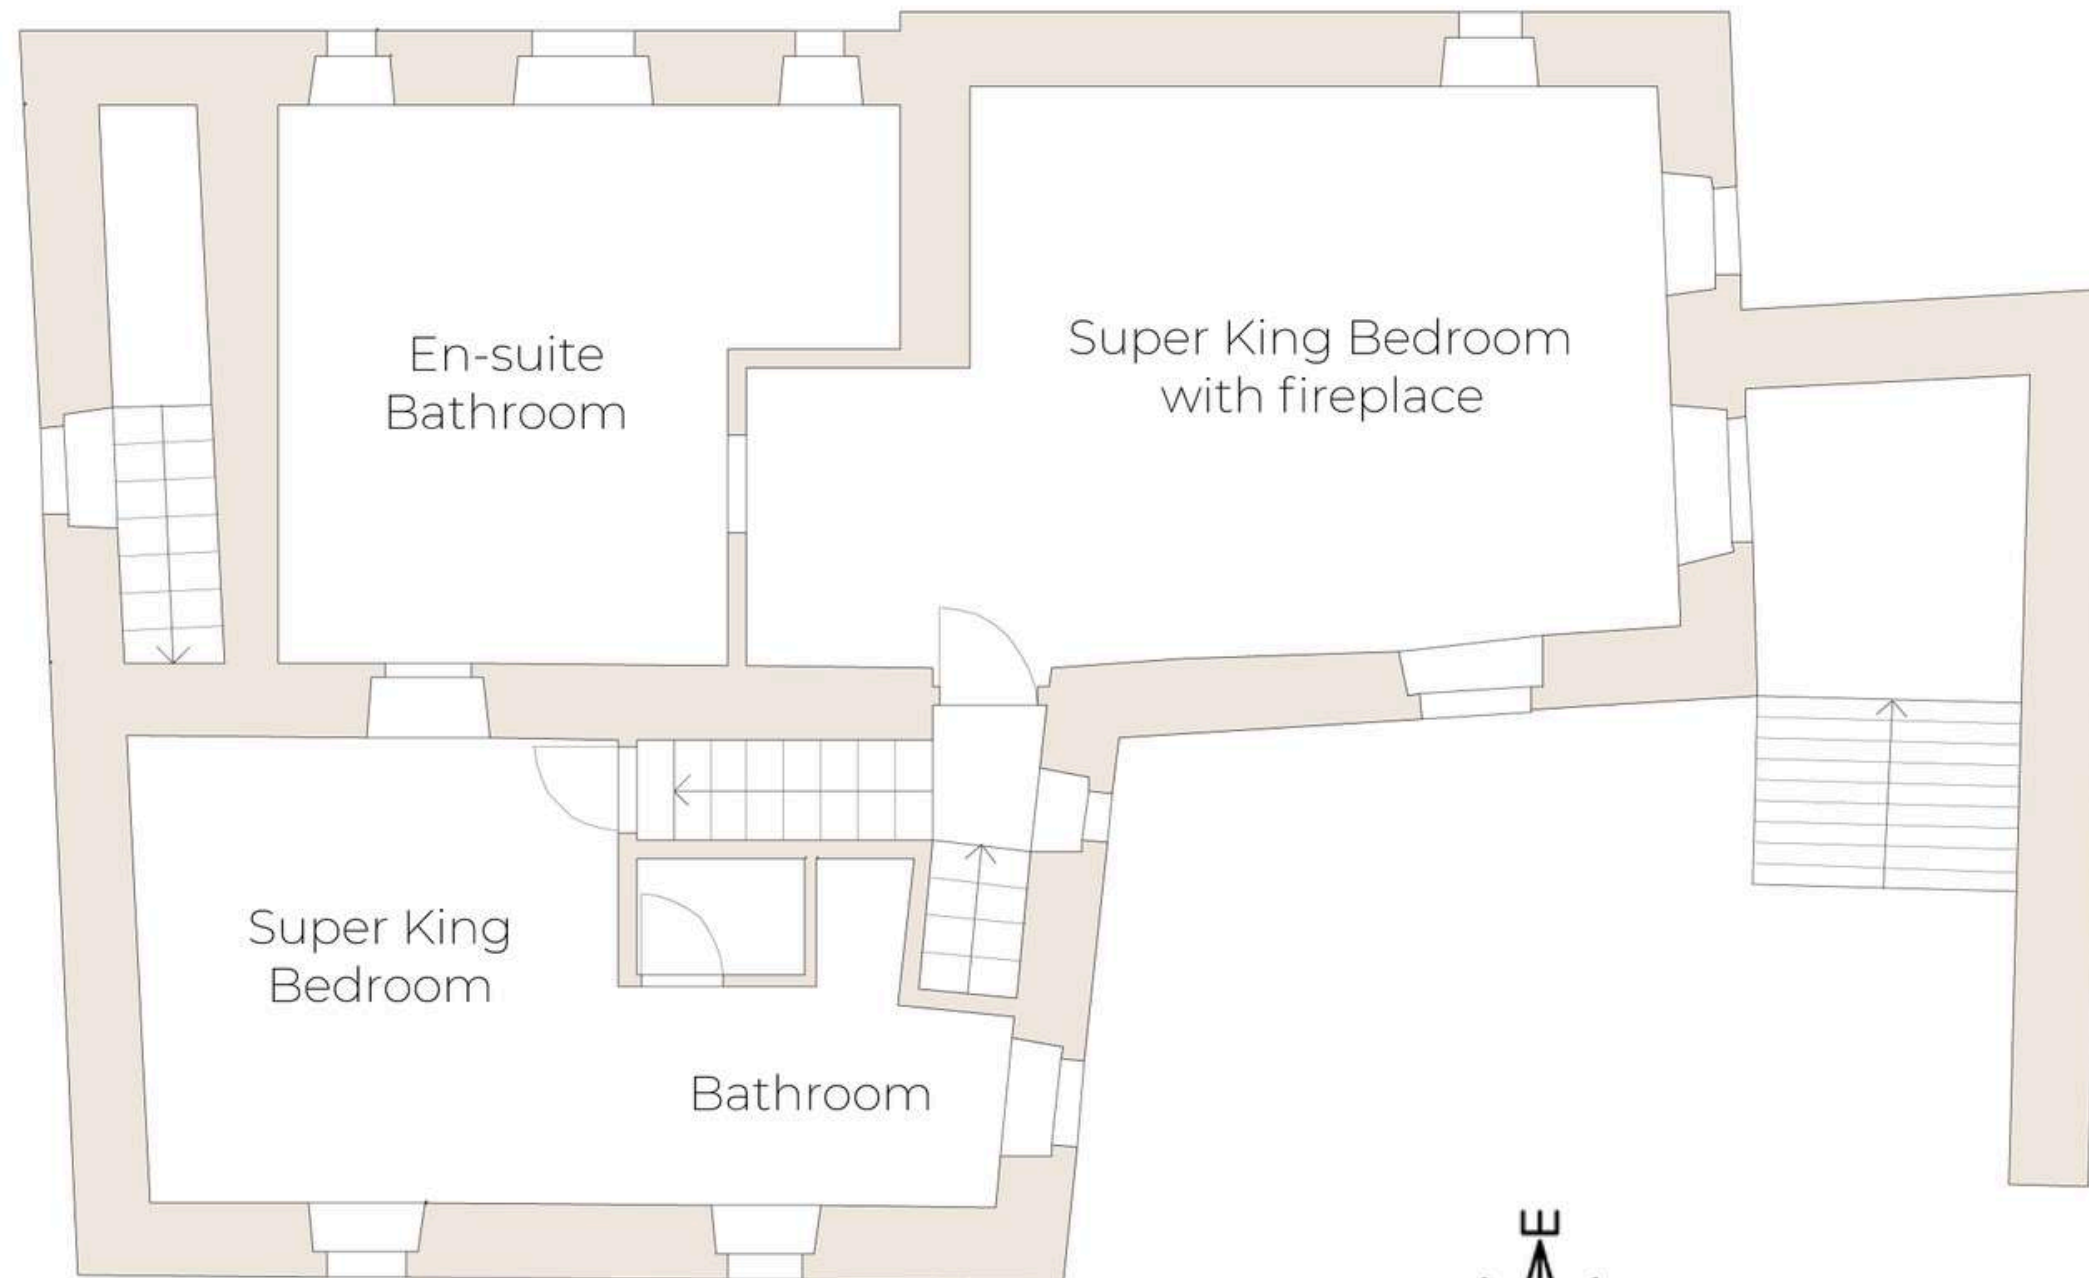 En-suite
Bathroom
Super King Bedroom
with fireplace
Super King
Bedroom
Bathroom
E